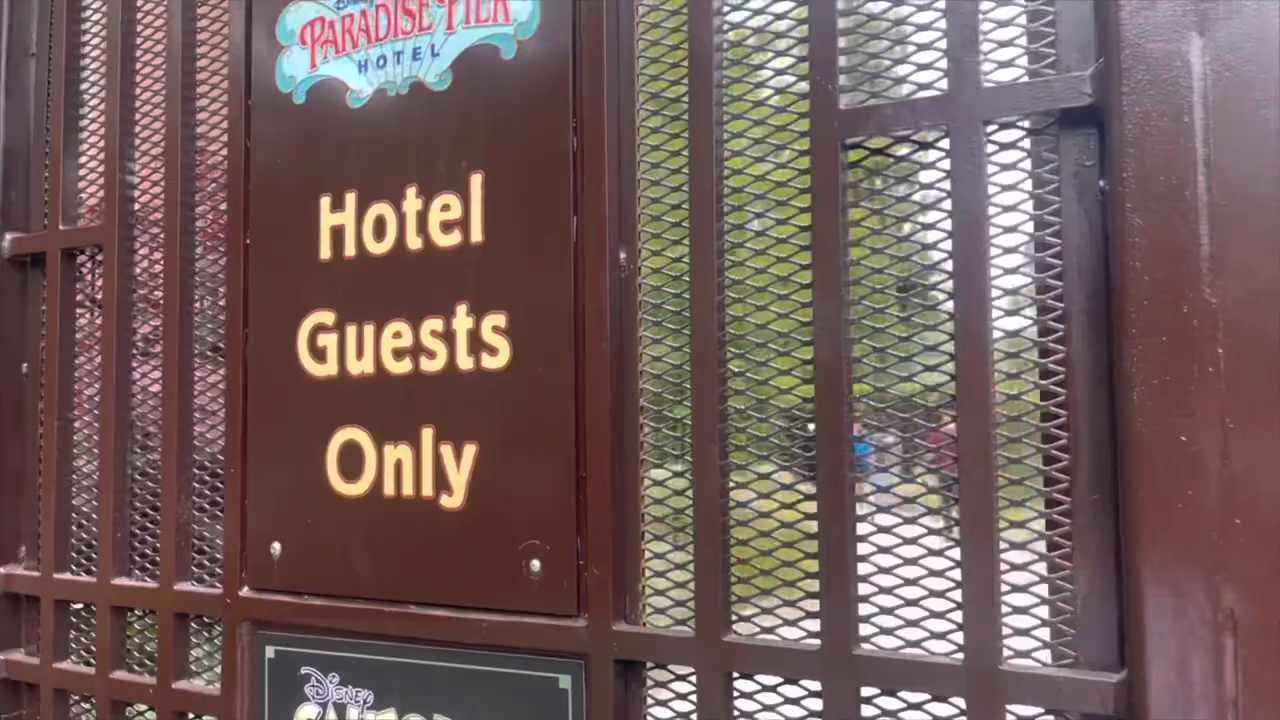 PARADISE PIER
HOTEL
Hotel
Guests
Only
DISNEY